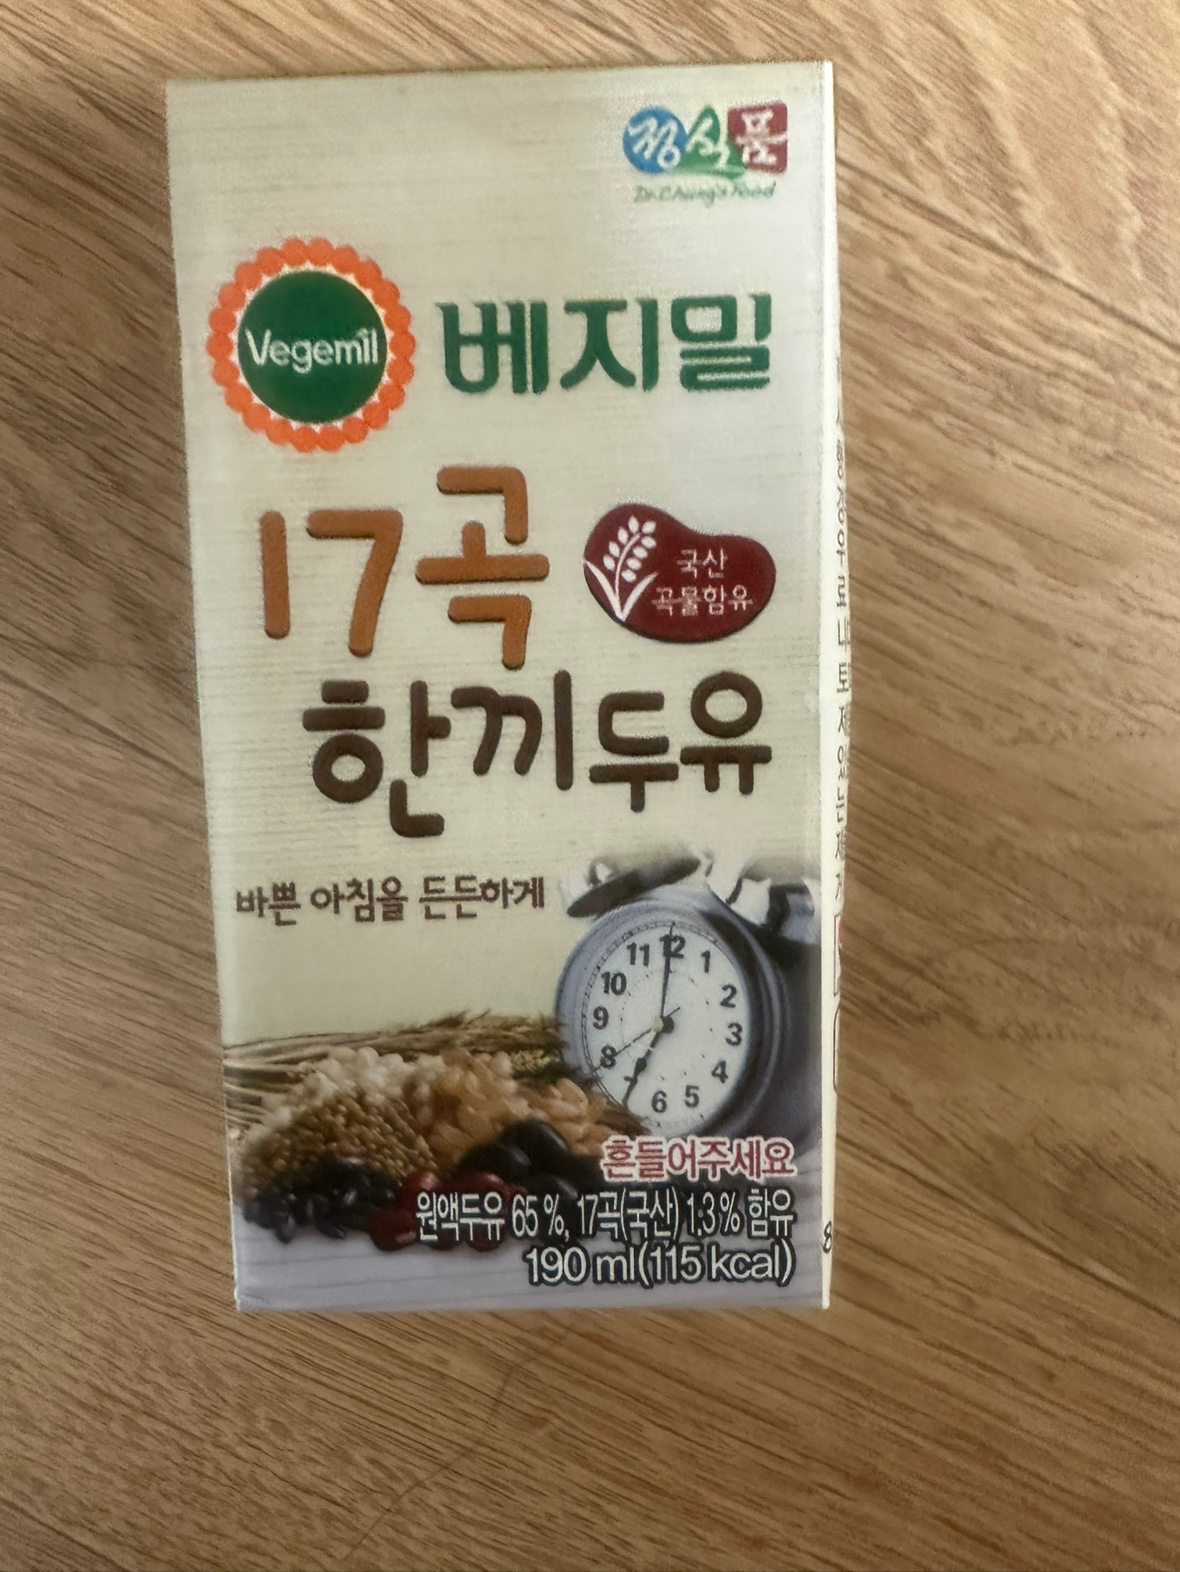 정식품
Dr.Chung's Food
Vegemil
베지밀
17곡
국산
곡물함유
한끼두유
바쁜 아침을 든든하게
11 12 1
10 2
9 3
8 4
7 6 5
흔들어주세요
원액두유 65 %, 17곡(국산) 1.3% 함유
190 ml(115 kcal)